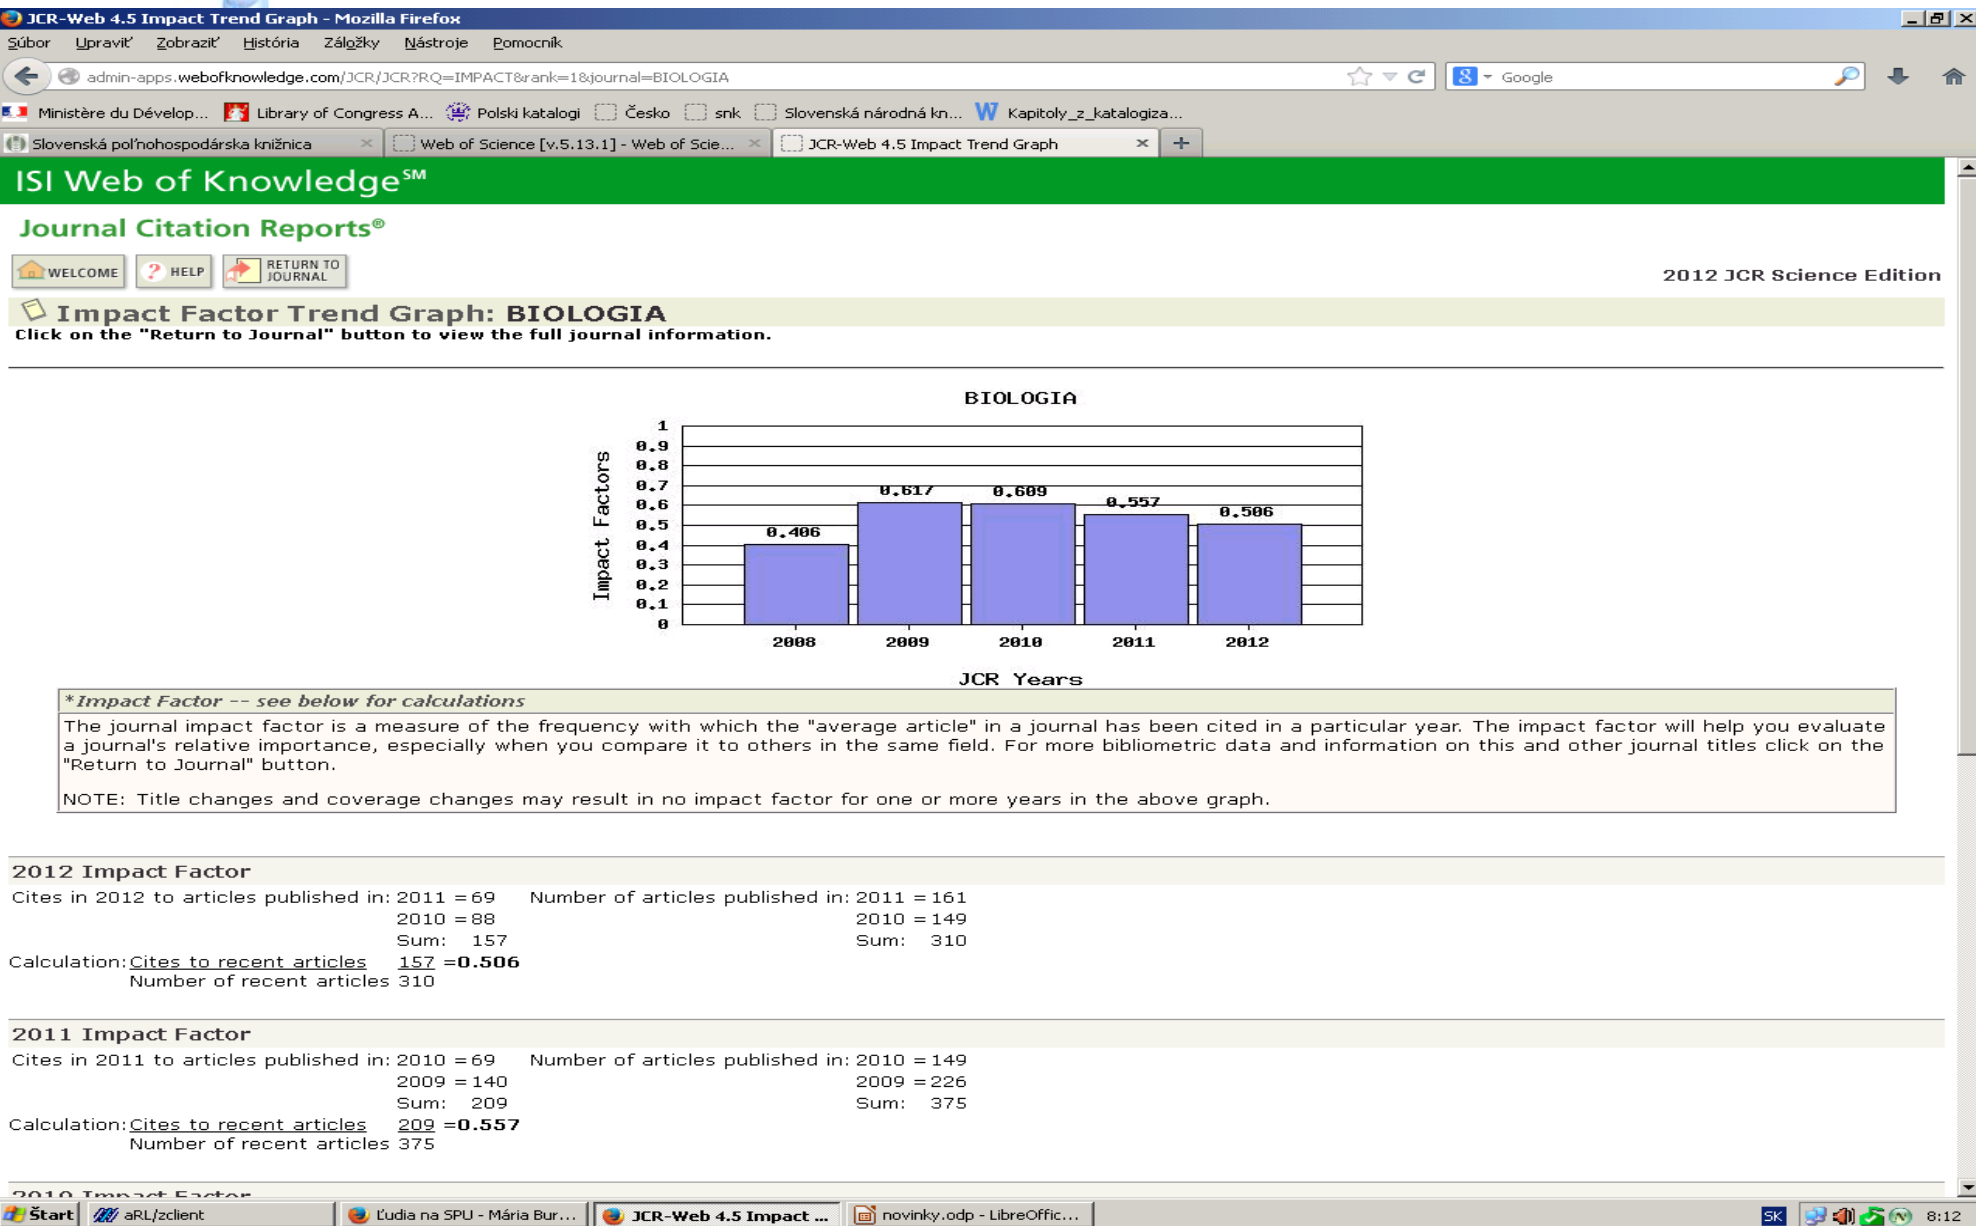 JCR-Web 4.5 Impact Trend Graph - Mozilla Firefox
Súbor Upraviť Zobraziť História Záložky Nástroje Pomocník
admin-apps.webofknowledge.com/JCR/JCR?RQ=IMPACT&rank=1&journal=BIOLOGIA
Google
Ministère du Dévelop... Library of Congress A... Polski katalogi Česko snk Slovenská národná kn... Kapitoly_z_katalogiza...
Slovenská poľnohospodárska knižnica Web of Science [v.5.13.1] - Web of Scie... JCR-Web 4.5 Impact Trend Graph
ISI Web of Knowledge℠
Journal Citation Reports®
WELCOME HELP RETURN TO JOURNAL
2012 JCR Science Edition
Impact Factor Trend Graph: BIOLOGIA
Click on the "Return to Journal" button to view the full journal information.
BIOLOGIA
Impact Factors
1
0.9
0.8
0.7
0.6
0.5
0.4
0.3
0.2
0.1
0
0.406 0.617 0.609 0.557 0.506
2008 2009 2010 2011 2012
JCR Years
*Impact Factor -- see below for calculations
The journal impact factor is a measure of the frequency with which the "average article" in a journal has been cited in a particular year. The impact factor will help you evaluate
a journal's relative importance, especially when you compare it to others in the same field. For more bibliometric data and information on this and other journal titles click on the
"Return to Journal" button.
NOTE: Title changes and coverage changes may result in no impact factor for one or more years in the above graph.
2012 Impact Factor
Cites in 2012 to articles published in: 2011 = 69 Number of articles published in: 2011 = 161
2010 = 88 2010 = 149
Sum: 157 Sum: 310
Calculation: Cites to recent articles 157 =0.506
Number of recent articles 310
2011 Impact Factor
Cites in 2011 to articles published in: 2010 = 69 Number of articles published in: 2010 = 149
2009 = 140 2009 = 226
Sum: 209 Sum: 375
Calculation: Cites to recent articles 209 =0.557
Number of recent articles 375
2010 Impact Factor
Štart aRL/zclient Ľudia na SPU - Mária Bur... JCR-Web 4.5 Impact ... novinky.odp - LibreOffic... SK 8:12